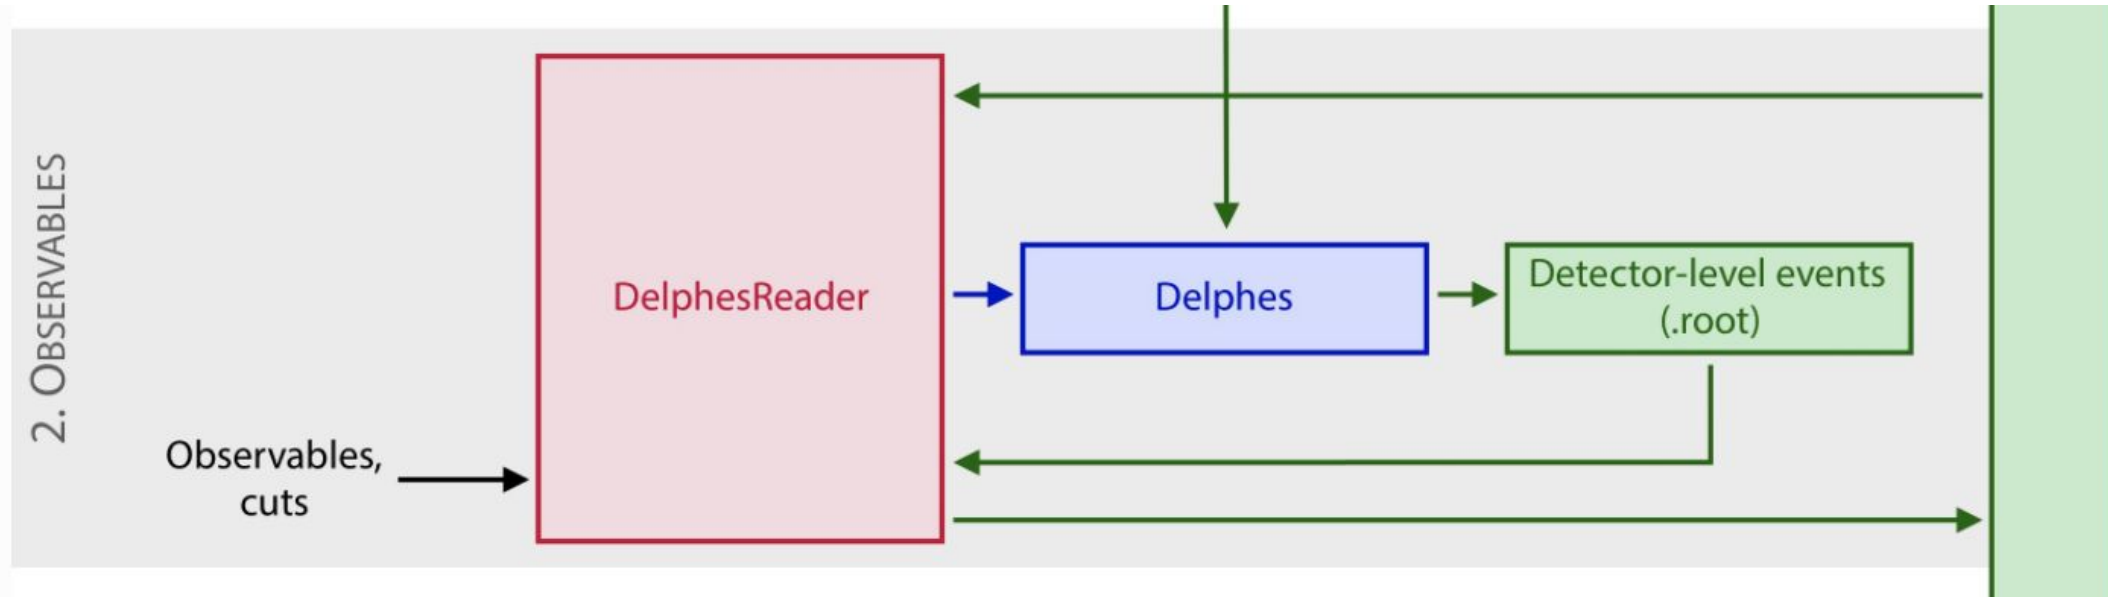 2. OBSERVABLES
Observables,
cuts
DelphesReader
Delphes
Detector-level events
(.root)